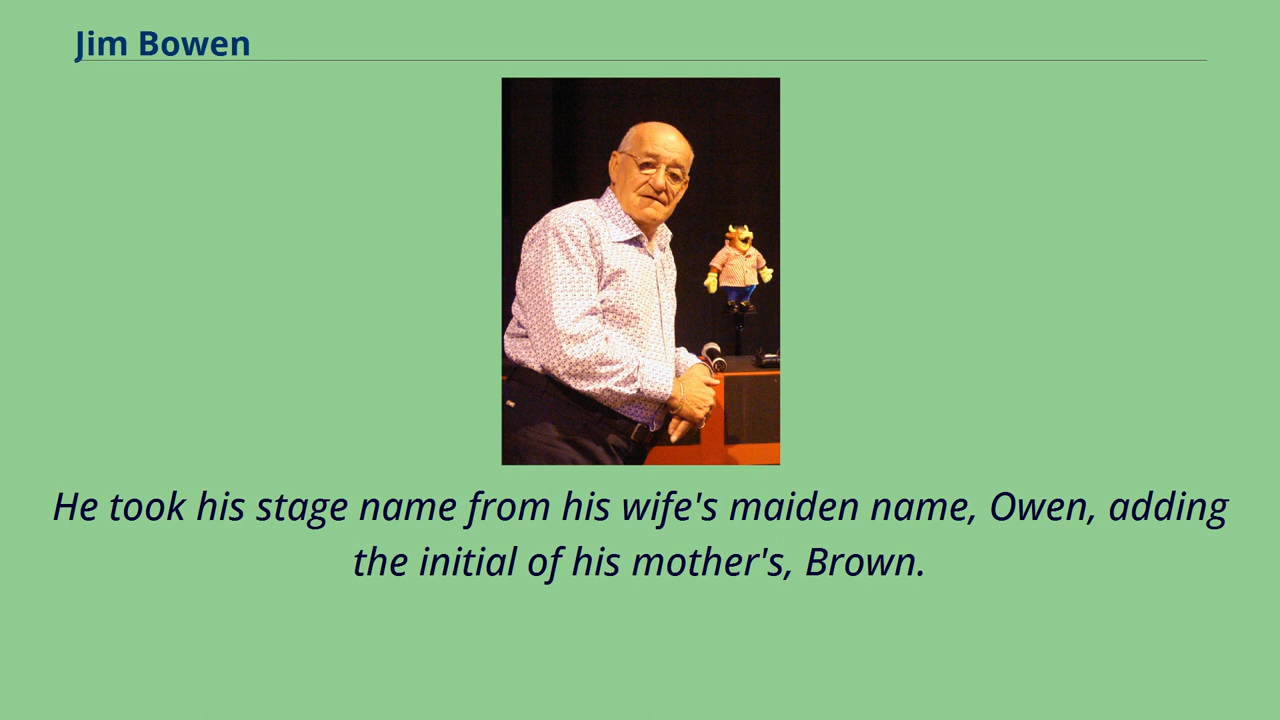 Jim Bowen
He took his stage name from his wife's maiden name, Owen, adding
the initial of his mother's, Brown.